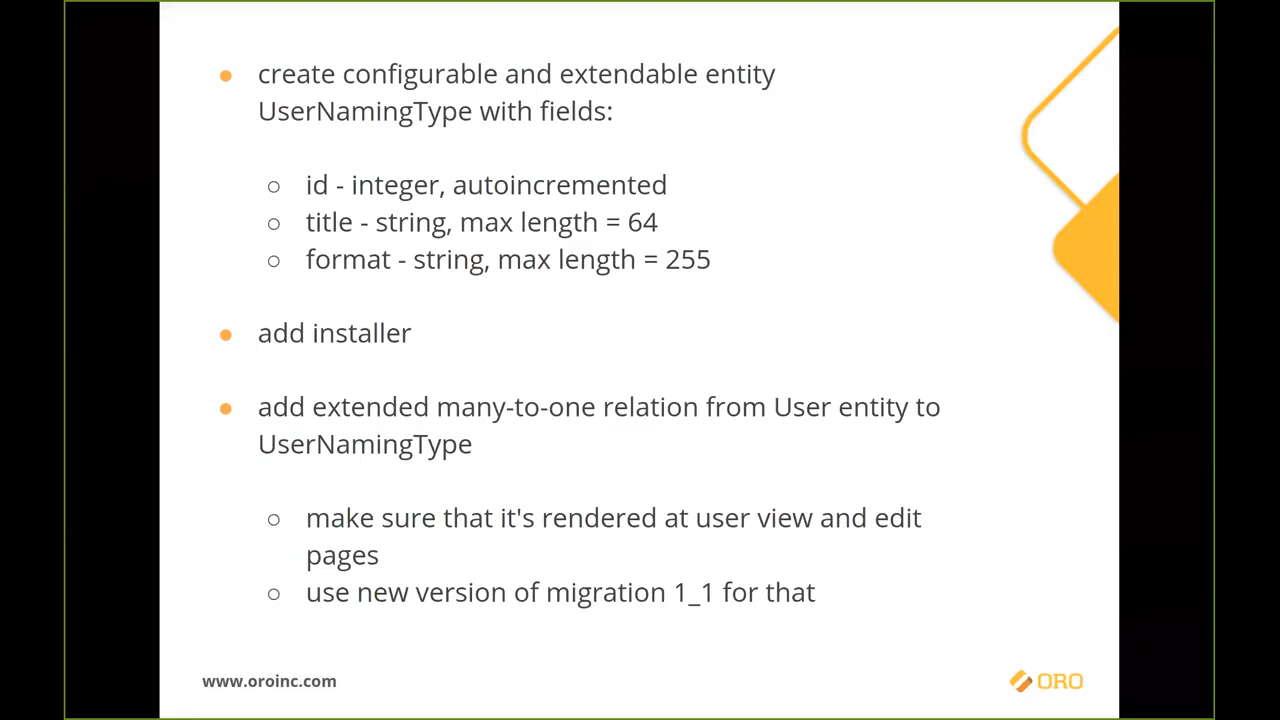 create configurable and extendable entity
UserNamingType with fields:
id - integer, autoincremented
title - string, max length = 64
format - string, max length = 255
add installer
add extended many-to-one relation from User entity to
UserNamingType
make sure that it's rendered at user view and edit
pages
use new version of migration 1_1 for that
www.oroinc.com
ORO